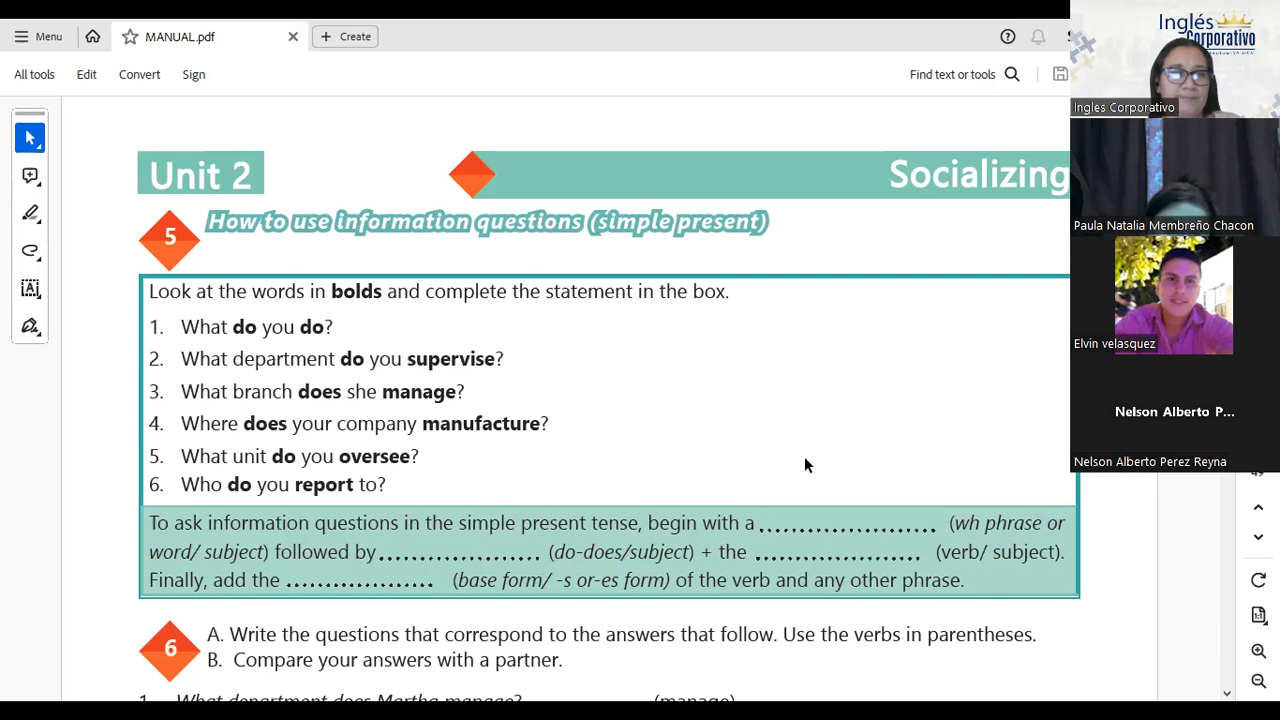 Menu
MANUAL.pdf
Create
All tools
Edit
Convert
Sign
Find text or tools
Unit 2
Socializing
5
How to use information questions (simple present)
Look at the words in bolds and complete the statement in the box.
1. What do you do?
2. What department do you supervise?
3. What branch does she manage?
4. Where does your company manufacture?
5. What unit do you oversee?
6. Who do you report to?
To ask information questions in the simple present tense, begin with a ...................... (wh phrase or
word/ subject) followed by.................... (do-does/subject) + the .................... (verb/ subject).
Finally, add the .................. (base form/ -s or-es form) of the verb and any other phrase.
6
A. Write the questions that correspond to the answers that follow. Use the verbs in parentheses.
B. Compare your answers with a partner.
1. What department does Martha manage? (manage)
Inglés
Corporativo
Ingles Corporativo
Paula Natalia Membreño Chacon
Elvin velasquez
Nelson Alberto P...
Nelson Alberto Perez Reyna